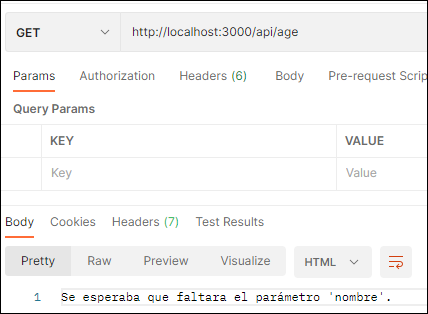 GET http://localhost:3000/api/age
Params Authorization Headers (6) Body Pre-request Scrip
Query Params
KEY VALUE
Key Value
Body Cookies Headers (7) Test Results
Pretty Raw Preview Visualize HTML
1 Se esperaba que faltara el parámetro 'nombre'.